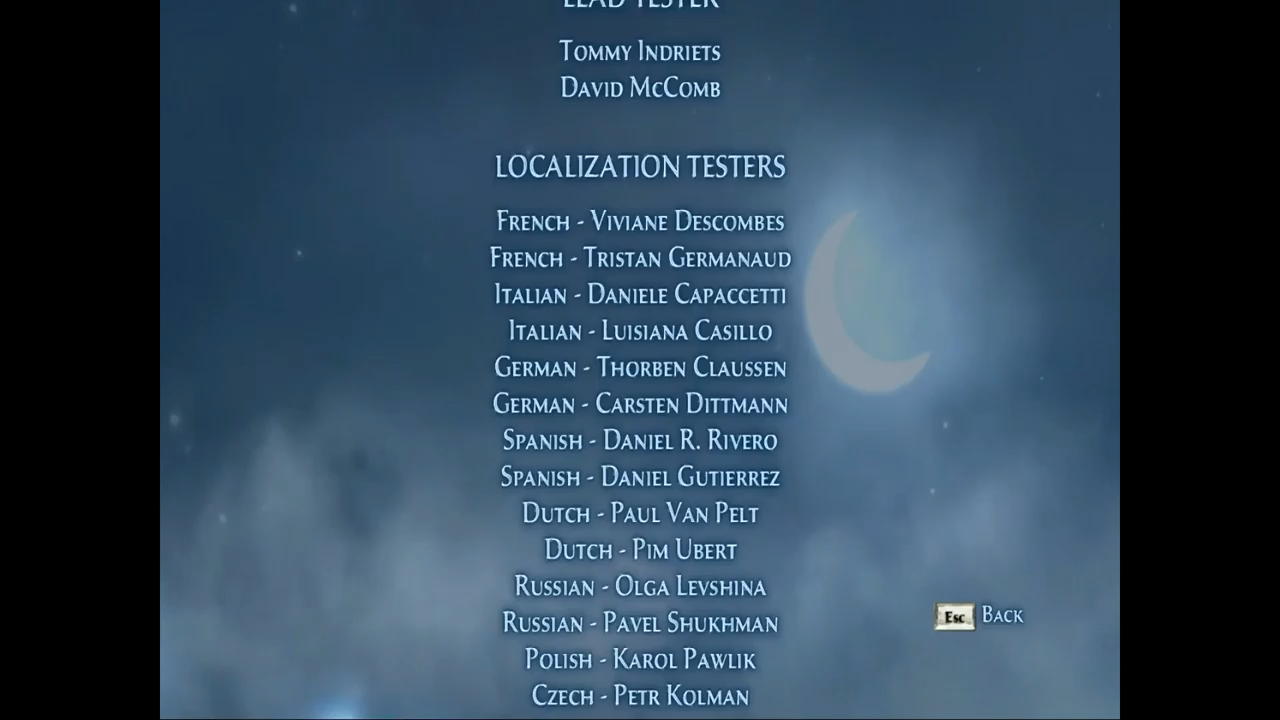 LEAD TESTER
TOMMY INDRIETS
DAVID MCCOMB
LOCALIZATION TESTERS
FRENCH - VIVIANE DESCOMBES
FRENCH - TRISTAN GERMANAUD
ITALIAN - DANIELE CAPACCETTI
ITALIAN - LUISIANA CASILLO
GERMAN - THORBEN CLAUSSEN
GERMAN - CARSTEN DITTMANN
SPANISH - DANIEL R. RIVERO
SPANISH - DANIEL GUTIERREZ
DUTCH - PAUL VAN PELT
DUTCH - PIM UBERT
RUSSIAN - OLGA LEVSHINA
Esc BACK
RUSSIAN - PAVEL SHUKHMAN
POLISH - KAROL PAWLIK
CZECH - PETR KOLMAN